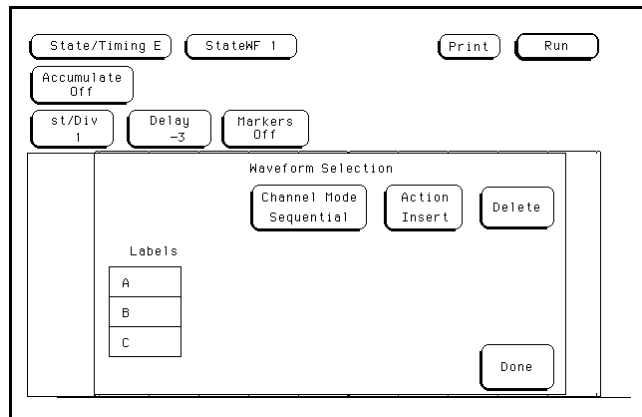 State/Timing E StateWF 1 Print Run
Accumulate
Off
st/Div Delay Markers
1 -3 Off
Waveform Selection
Channel Mode Action Delete
Sequential Insert
Labels
A
B
C
Done